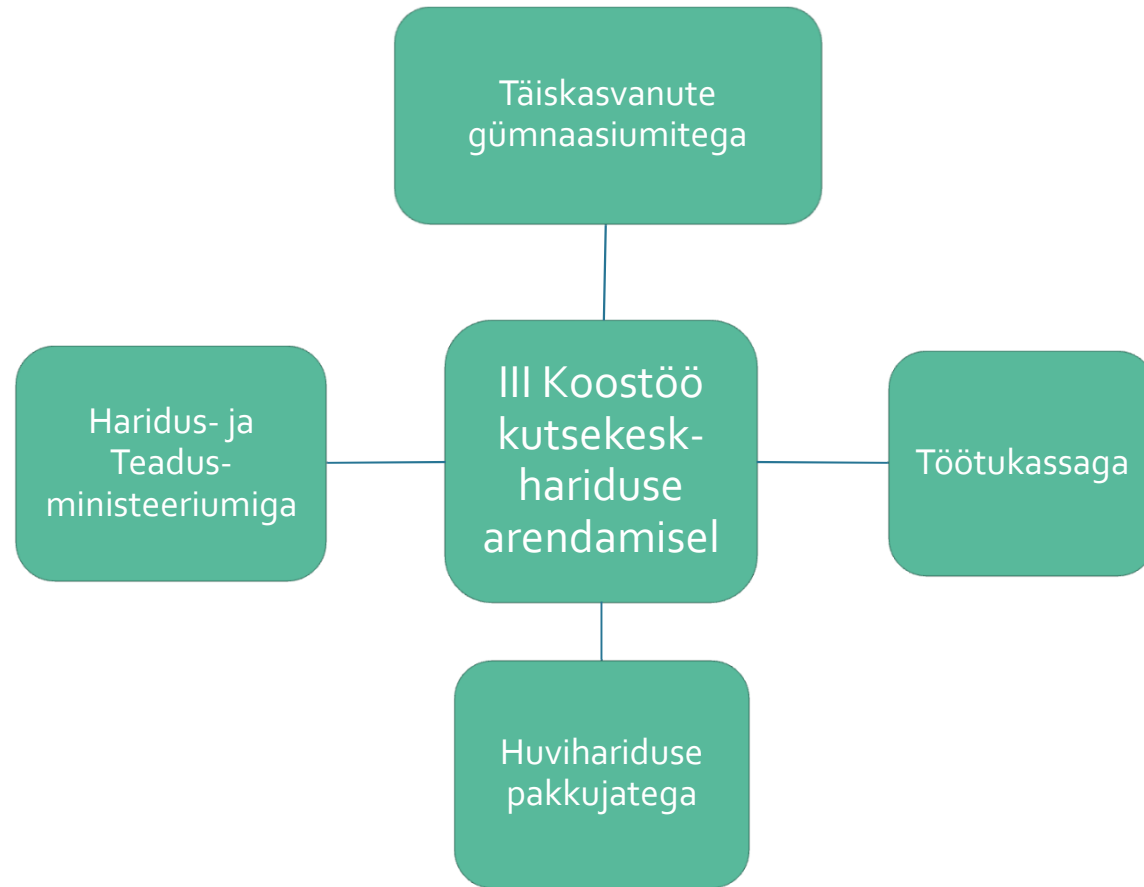 Täiskasvanute
gümnaasiumitega
Haridus- ja
Teadus-
ministeeriumiga
III Koostöö
kutsekesk-
hariduse
arendamisel
Töötukassaga
Huvihariduse
pakkujatega